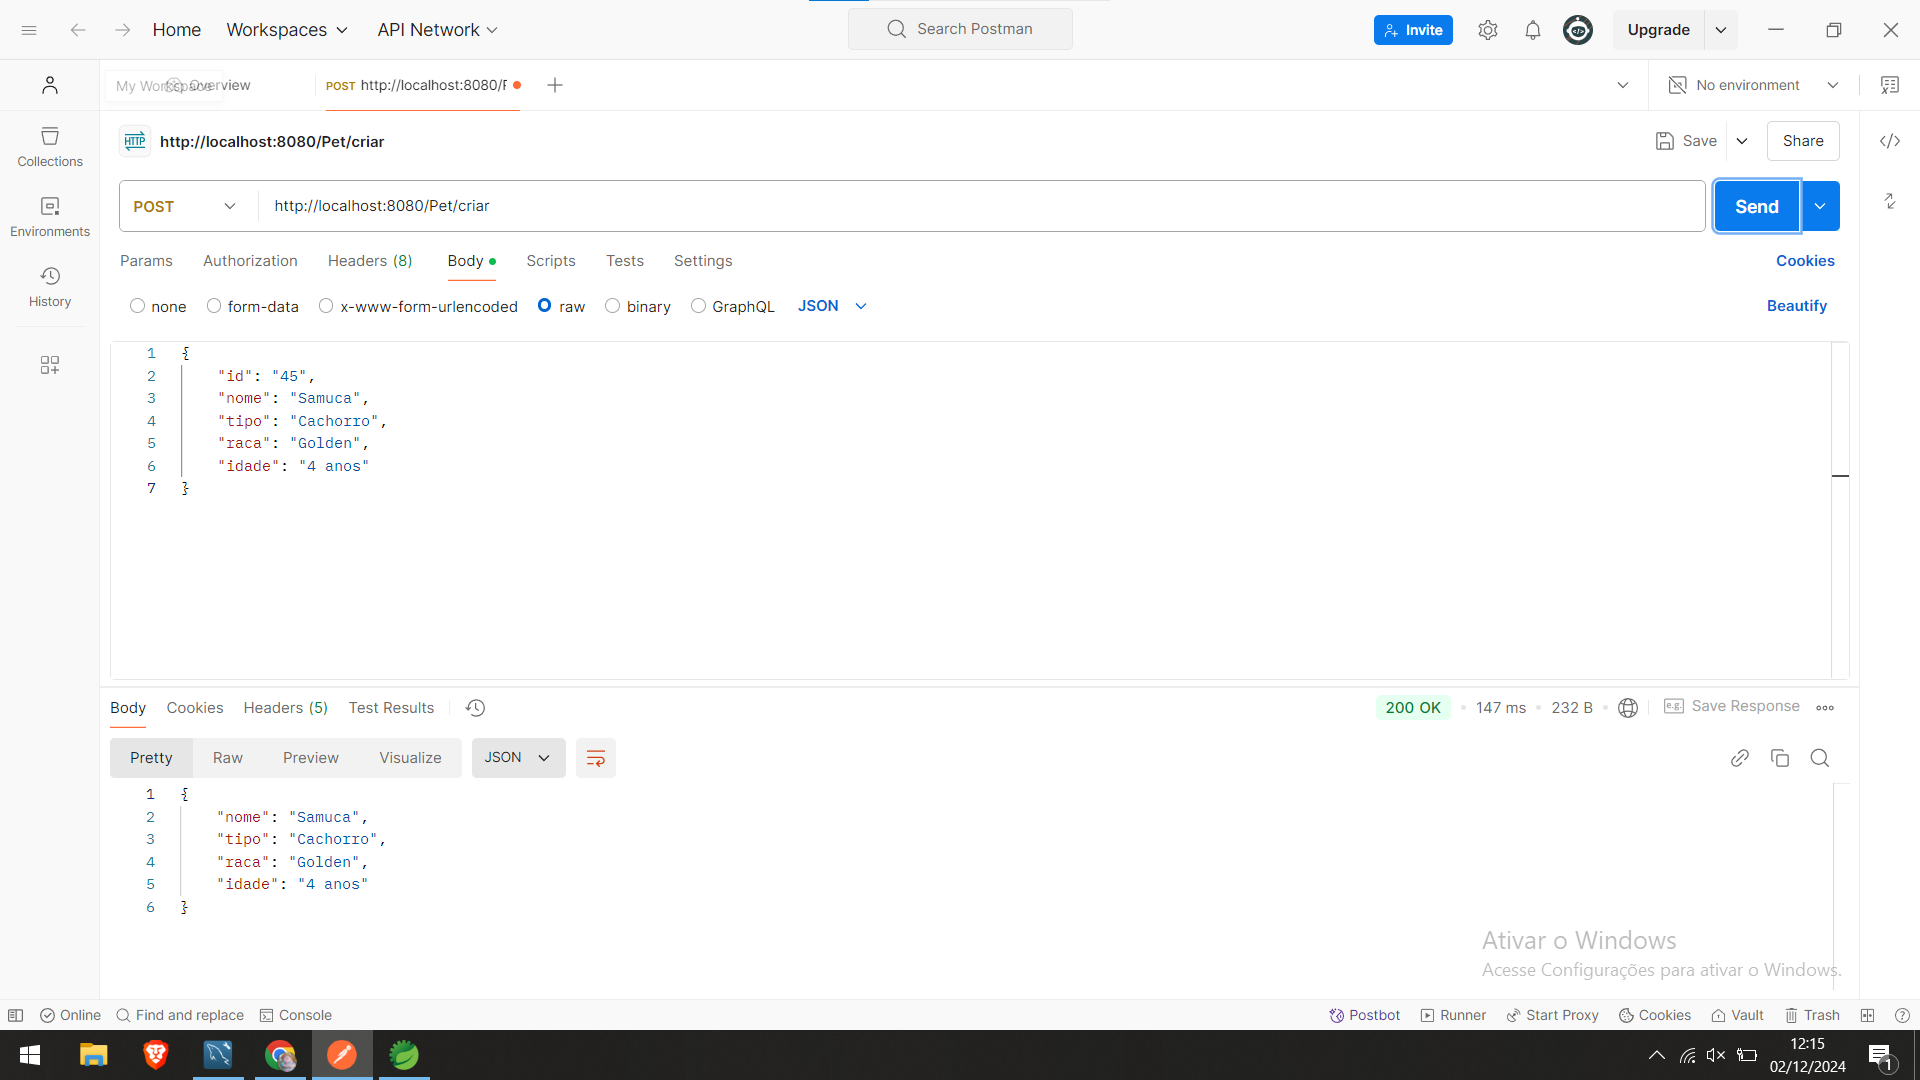 Home Workspaces API Network Search Postman Invite Upgrade
My Workspace Overview POST http://localhost:8080/F No environment
HTTP http://localhost:8080/Pet/criar Save Share
Collections
POST http://localhost:8080/Pet/criar Send
Environments
Params Authorization Headers (8) Body Scripts Tests Settings Cookies
History
none form-data x-www-form-urlencoded raw binary GraphQL JSON Beautify
1 {
2 "id": "45",
3 "nome": "Samuca",
4 "tipo": "Cachorro",
5 "raca": "Golden",
6 "idade": "4 anos"
7 }
Body Cookies Headers (5) Test Results 200 OK 147 ms 232 B e.g. Save Response
Pretty Raw Preview Visualize JSON
1 {
2 "nome": "Samuca",
3 "tipo": "Cachorro",
4 "raca": "Golden",
5 "idade": "4 anos"
6 }
Ativar o Windows
Acesse Configurações para ativar o Windows.
Online Find and replace Console Postbot Runner Start Proxy Cookies Vault Trash
12:15
02/12/2024
1